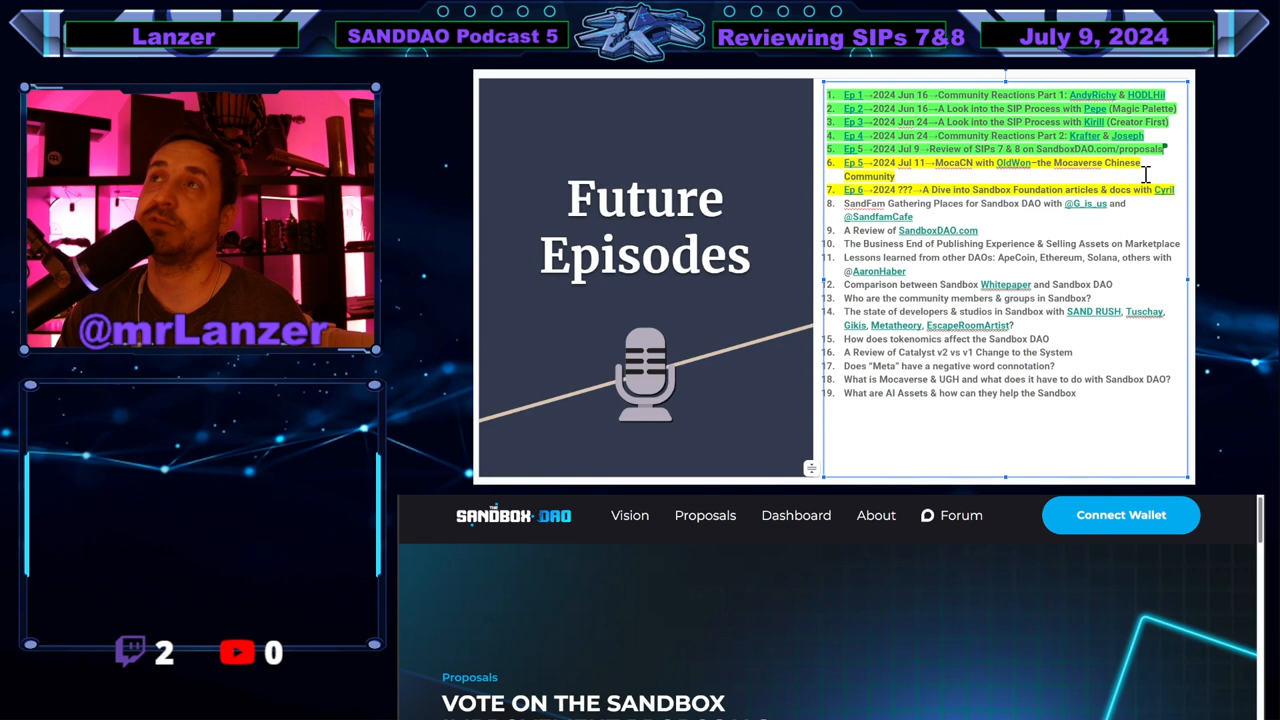 Lanzer
SANDDAO Podcast 5
Reviewing SIPs 7&8
July 9, 2024
@mrLanzer
2
0
Future
Episodes
1. Ep 1→2024 Jun 16→Community Reactions Part 1: AndyRichy & HODLHil
2. Ep 2→2024 Jun 16→A Look into the SIP Process with Pepe (Magic Palette)
3. Ep 3→2024 Jun 24→A Look into the SIP Process with Kirill (Creator First)
4. Ep 4→2024 Jun 24→Community Reactions Part 2: Krafter & Joseph
5. Ep 5→2024 Jul 9→Review of SIPs 7 & 8 on SandboxDAO.com/proposals
6. Ep 5→2024 Jul 11→MocaCN with OldWon–the Mocaverse Chinese
Community
7. Ep 6→2024 ???→A Dive into Sandbox Foundation articles & docs with Cyril
8. SandFam Gathering Places for Sandbox DAO with @G_is_us and
@SandfamCafe
9. A Review of SandboxDAO.com
10. The Business End of Publishing Experience & Selling Assets on Marketplace
11. Lessons learned from other DAOs: ApeCoin, Ethereum, Solana, others with
@AaronHaber
12. Comparison between Sandbox Whitepaper and Sandbox DAO
13. Who are the community members & groups in Sandbox?
14. The state of developers & studios in Sandbox with SAND RUSH, Tuschay,
Gikis, Metatheory, EscapeRoomArtist?
15. How does tokenomics affect the Sandbox DAO
16. A Review of Catalyst v2 vs v1 Change to the System
17. Does “Meta” have a negative word connotation?
18. What is Mocaverse & UGH and what does it have to do with Sandbox DAO?
19. What are AI Assets & how can they help the Sandbox
THE SANDBOX DAO
Vision
Proposals
Dashboard
About
Forum
Connect Wallet
Proposals
VOTE ON THE SANDBOX